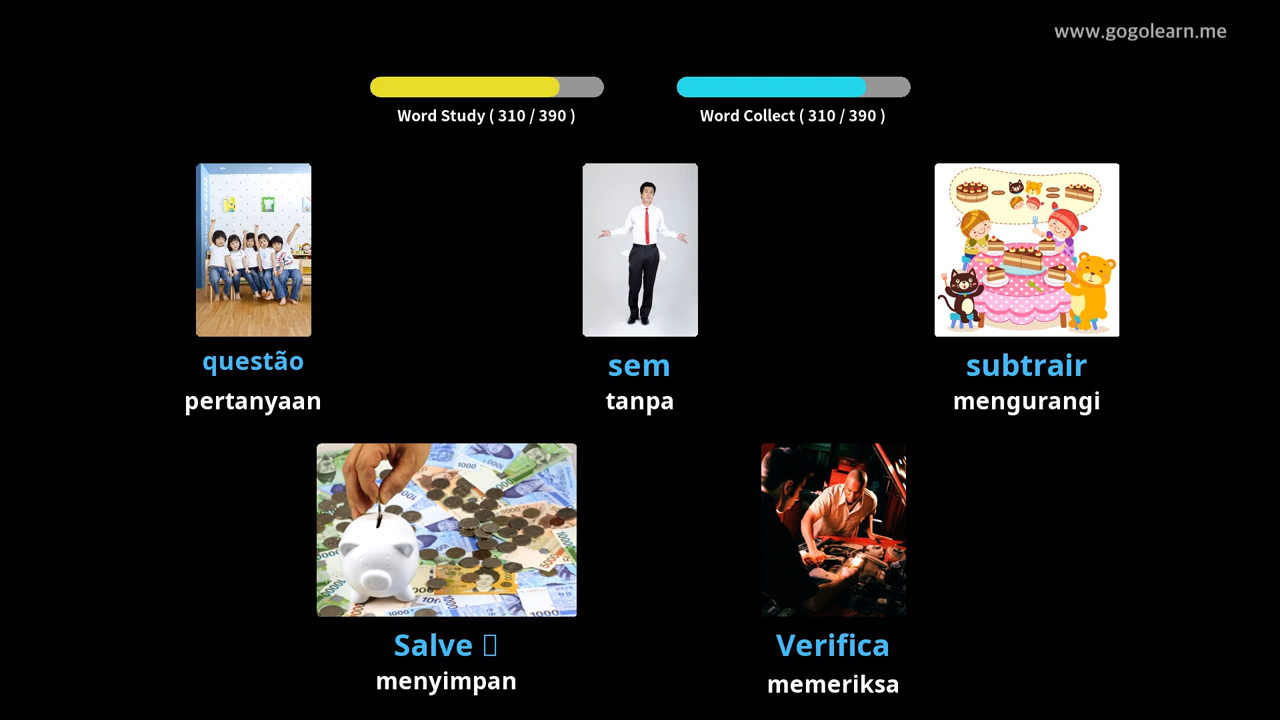 www.gogolearn.me
Word Study ( 310 / 390 )
Word Collect ( 310 / 390 )
questão
pertanyaan
sem
tanpa
subtrair
mengurangi
Salve
menyimpan
Verifica
memeriksa